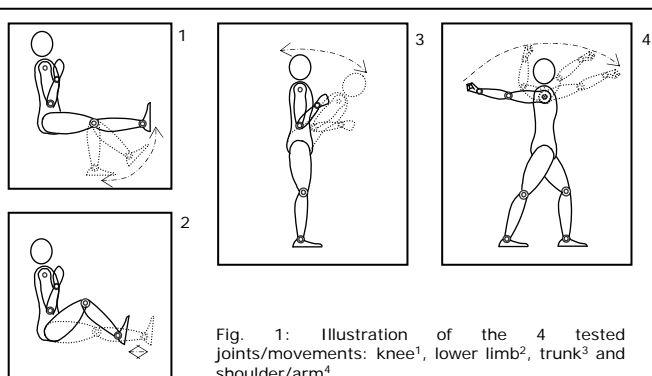 1
3
4
2
Fig. 1: Illustration of the 4 tested
joints/movements: knee¹, lower limb², trunk³ and
shoulder/arm⁴